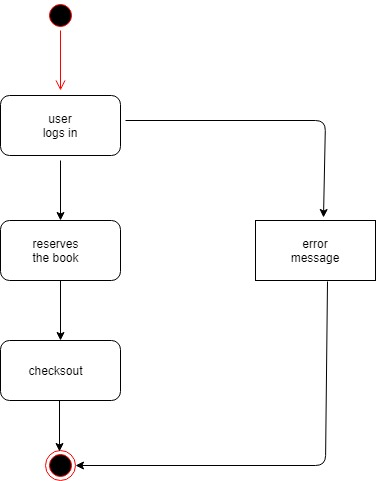 user
logs in
reserves
the book
error
message
checksout